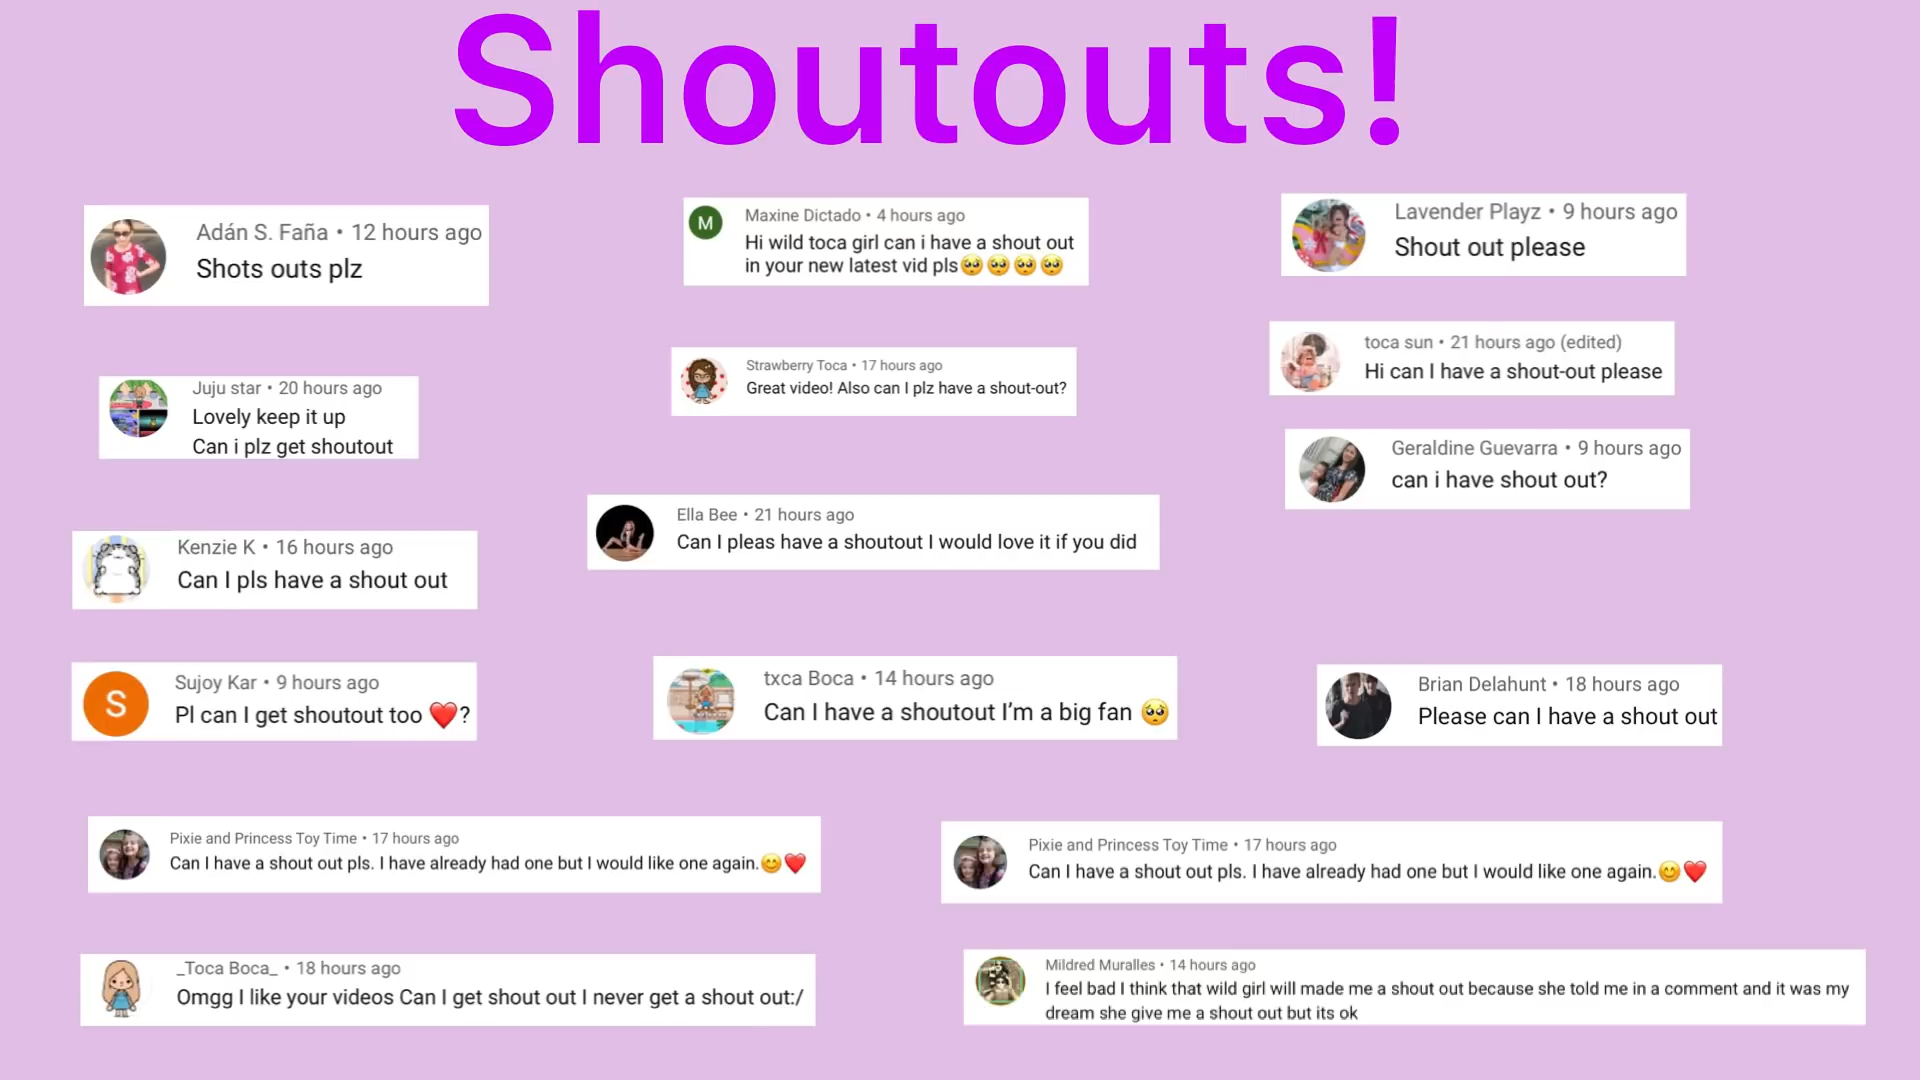 Shoutouts!
Adán S. Faña • 12 hours ago
Shots outs plz
M
Maxine Dictado • 4 hours ago
Hi wild toca girl can i have a shout out
in your new latest vid pls🥺🥺🥺🥺
Lavender Playz • 9 hours ago
Shout out please
Juju star • 20 hours ago
Lovely keep it up
Can i plz get shoutout
Strawberry Toca • 17 hours ago
Great video! Also can I plz have a shout-out?
toca sun • 21 hours ago (edited)
Hi can I have a shout-out please
Geraldine Guevarra • 9 hours ago
can i have shout out?
Kenzie K • 16 hours ago
Can I pls have a shout out
Ella Bee • 21 hours ago
Can I pleas have a shoutout I would love it if you did
S
Sujoy Kar • 9 hours ago
Pl can I get shoutout too ❤️?
txca Boca • 14 hours ago
Can I have a shoutout I’m a big fan 🥺
Brian Delahunt • 18 hours ago
Please can I have a shout out
Pixie and Princess Toy Time • 17 hours ago
Can I have a shout out pls. I have already had one but I would like one again.😊❤️
Pixie and Princess Toy Time • 17 hours ago
Can I have a shout out pls. I have already had one but I would like one again.😊❤️
_Toca Boca_ • 18 hours ago
Omgg I like your videos Can I get shout out I never get a shout out:/
Mildred Muralles • 14 hours ago
I feel bad I think that wild girl will made me a shout out because she told me in a comment and it was my
dream she give me a shout out but its ok